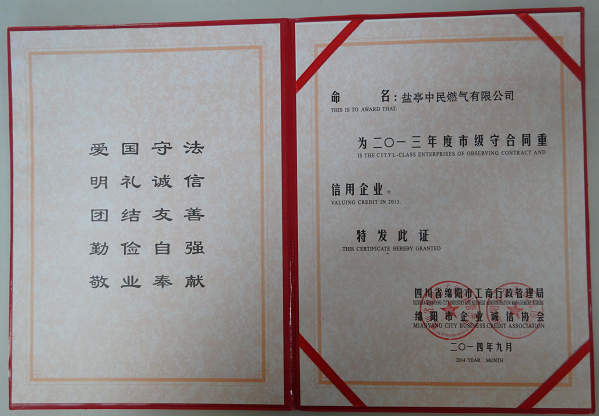 爱国守法
明礼诚信
团结友善
勤俭自强
敬业奉献
命 名：盐亭中民燃气有限公司
THIS IS TO AWARD THAT:
为二〇一三年度市级守合同重
IS THE CITYL-CLASS ENTERPRISES OF OBSERVING CONTRACT AND
信用企业。
VALUING CREDIT IN 2013.
特发此证
THIS CERTIFICATE HEREBY GRANTED
四川省绵阳市工商行政管理局
绵阳市企业诚信协会
MIANYANG CITY BUSINESS CREDIT ASSOCIATION
二〇一四年九月
2014 YEAR MONTH